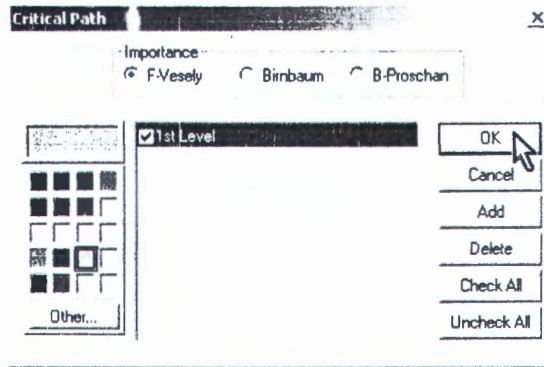 Critical Path
Importance
F-Vesely Birnbaum B-Proschan
1st Level
OK
Cancel
Add
Delete
Check All
Uncheck All
Other...